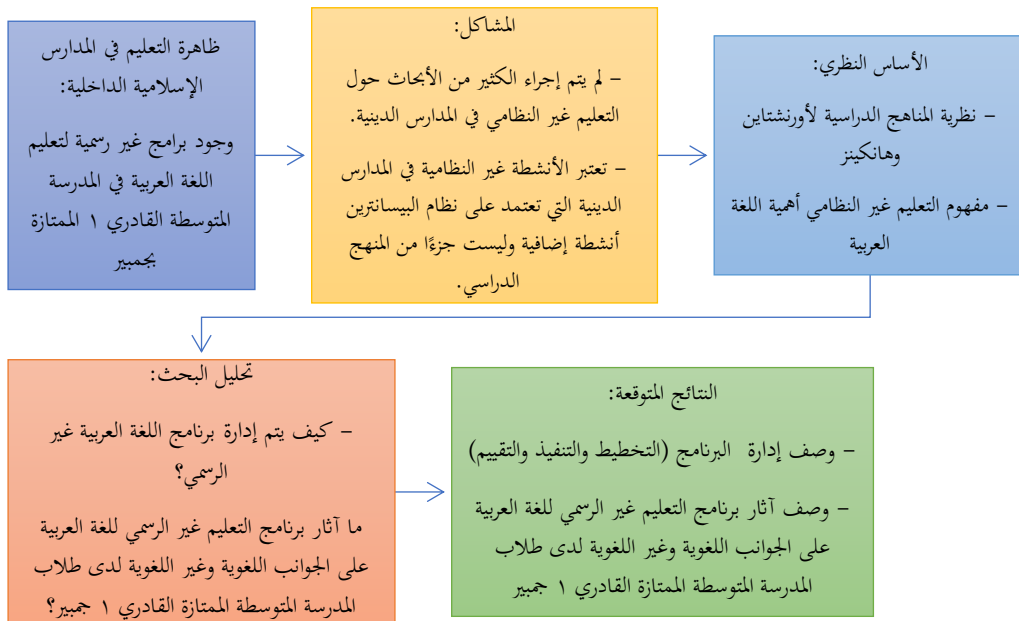 ظاهرة التعليم في المدارس
الإسلامية الداخلية:
وجود برامج غير رسمية لتعليم
اللغة العربية في المدرسة
المتوسطة القادري ١ الممتازة
بجمبير
المشاكل:
– لم يتم إجراء الكثير من الأبحاث حول
التعليم غير النظامي في المدارس الدينية.
– تعتبر الأنشطة غير النظامية في المدارس
الدينية التي تعتمد على نظام البيسانترين
أنشطة إضافية وليست جزءًا من المنهج
الدراسي.
الأساس النظري:
– نظرية المناهج الدراسية لأورنشتاين
وهانكينز
– مفهوم التعليم غير النظامي أهمية اللغة
العربية
تحليل البحث:
– كيف يتم إدارة برنامج اللغة العربية غير
الرسمي؟
ما آثار برنامج التعليم غير الرسمي للغة العربية
على الجوانب اللغوية وغير اللغوية لدى طلاب
المدرسة المتوسطة الممتازة القادري ١ جمبير؟
النتائج المتوقعة:
– وصف إدارة البرنامج (التخطيط والتنفيذ والتقييم)
– وصف آثار برنامج التعليم غير الرسمي للغة العربية
على الجوانب اللغوية وغير اللغوية لدى طلاب
المدرسة المتوسطة الممتازة القادري ١ جمبير